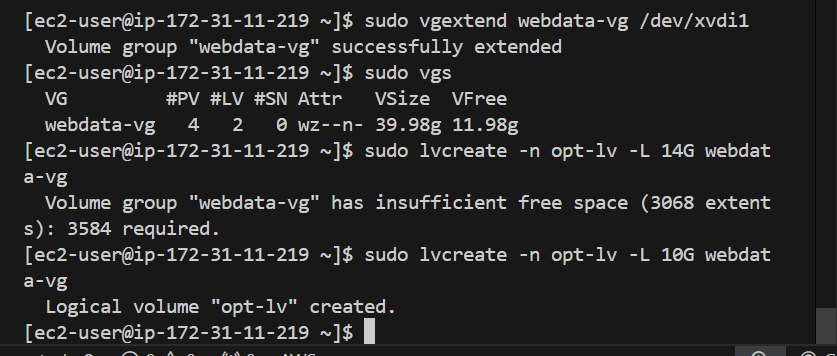 [ec2-user@ip-172-31-11-219 ~]$ sudo vgextend webdata-vg /dev/xvdi1
  Volume group "webdata-vg" successfully extended
[ec2-user@ip-172-31-11-219 ~]$ sudo vgs
  VG         #PV #LV #SN Attr   VSize  VFree
  webdata-vg   4   2   0 wz--n- 39.98g 11.98g
[ec2-user@ip-172-31-11-219 ~]$ sudo lvcreate -n opt-lv -L 14G webdat
a-vg
  Volume group "webdata-vg" has insufficient free space (3068 extent
s): 3584 required.
[ec2-user@ip-172-31-11-219 ~]$ sudo lvcreate -n opt-lv -L 10G webdat
a-vg
  Logical volume "opt-lv" created.
[ec2-user@ip-172-31-11-219 ~]$